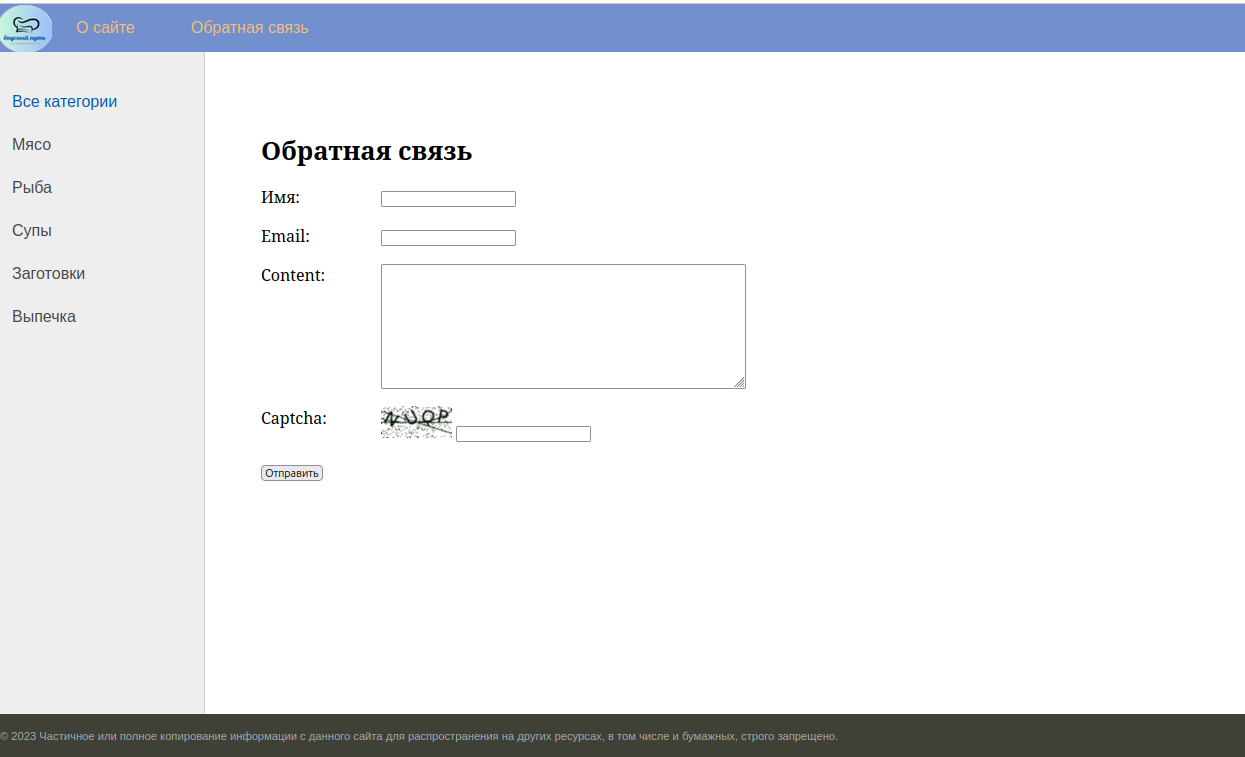 вкусный путь
О сайте
Обратная связь
Все категории
Мясо
Рыба
Супы
Заготовки
Выпечка
Обратная связь
Имя:
Email:
Content:
Captcha:
NUQP
Отправить
© 2023 Частичное или полное копирование информации с данного сайта для распространения на других ресурсах, в том числе и бумажных, строго запрещено.